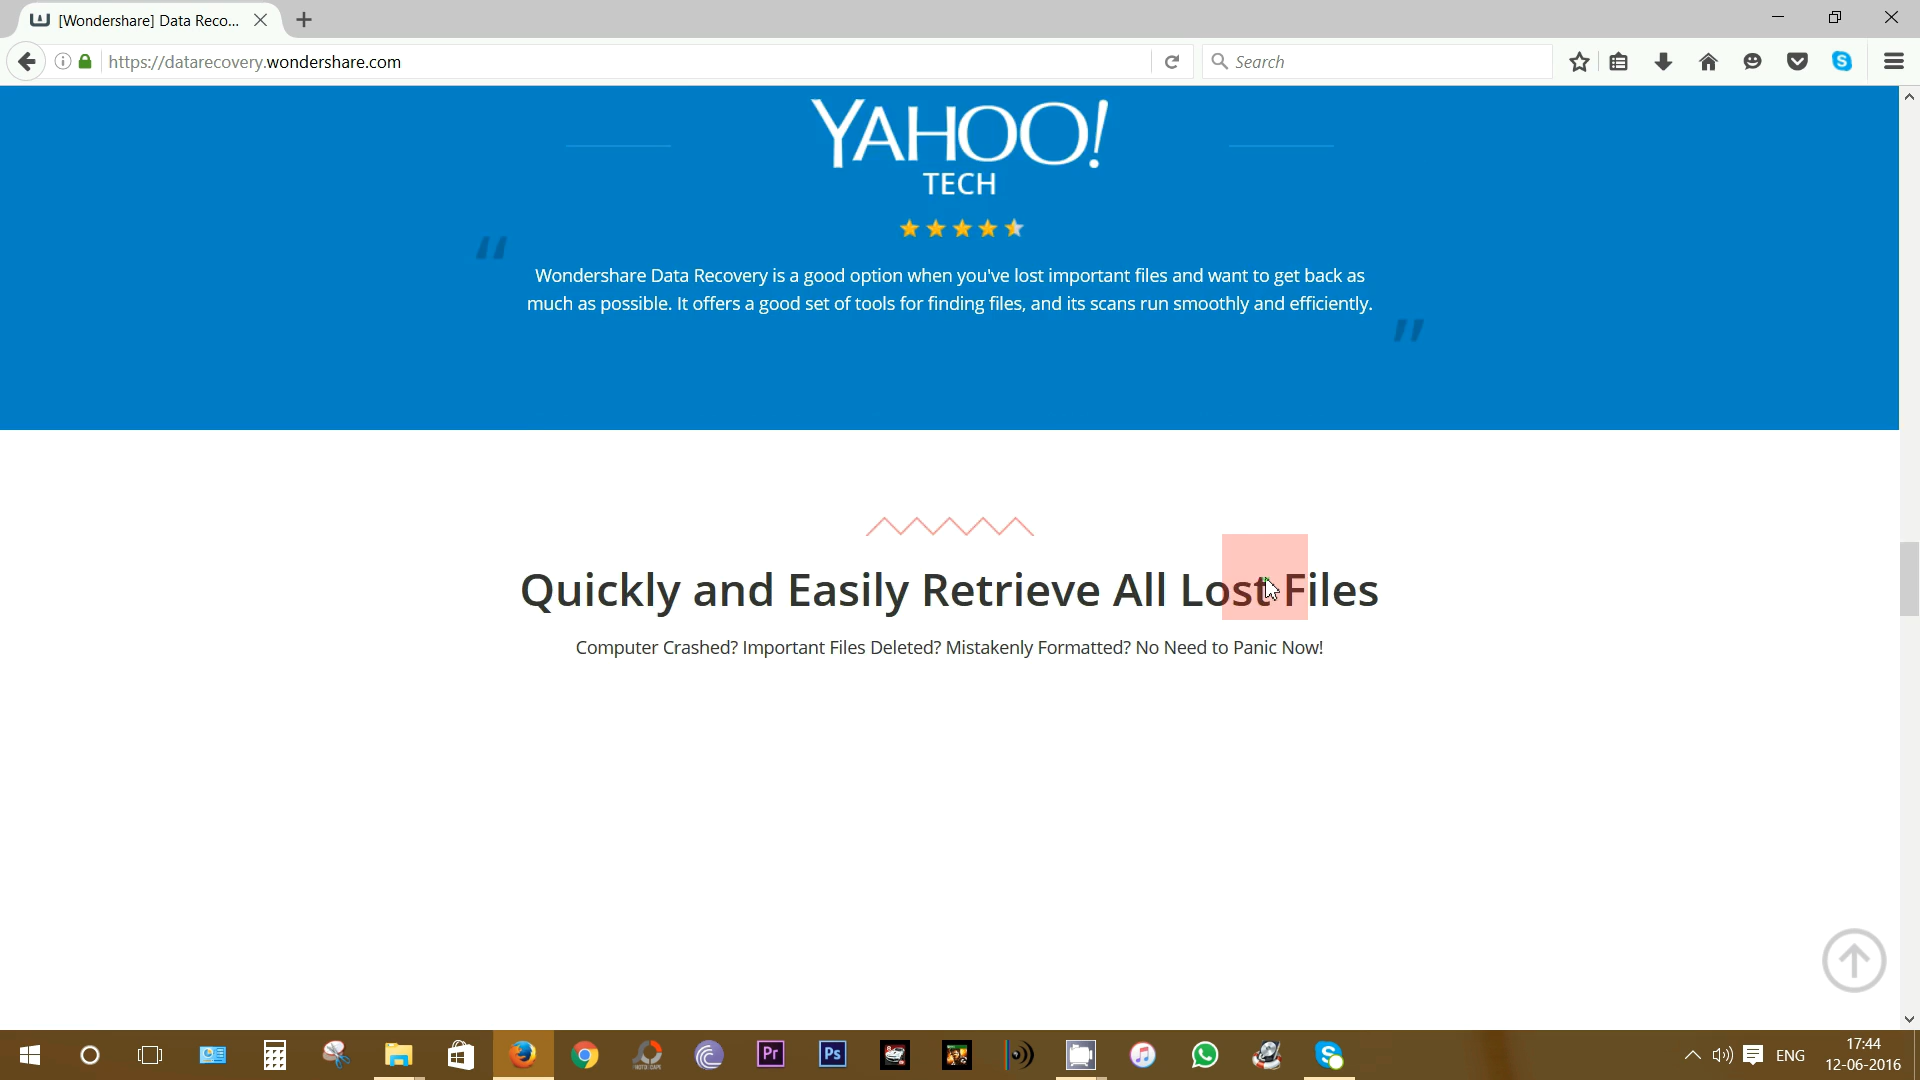 [Wondershare] Data Reco...
https://datarecovery.wondershare.com
Search
YAHOO!
TECH
“
Wondershare Data Recovery is a good option when you've lost important files and want to get back as
much as possible. It offers a good set of tools for finding files, and its scans run smoothly and efficiently.
”
Quickly and Easily Retrieve All Lost Files
Computer Crashed? Important Files Deleted? Mistakenly Formatted? No Need to Panic Now!
Pr
Ps
ENG
17:44
12-06-2016